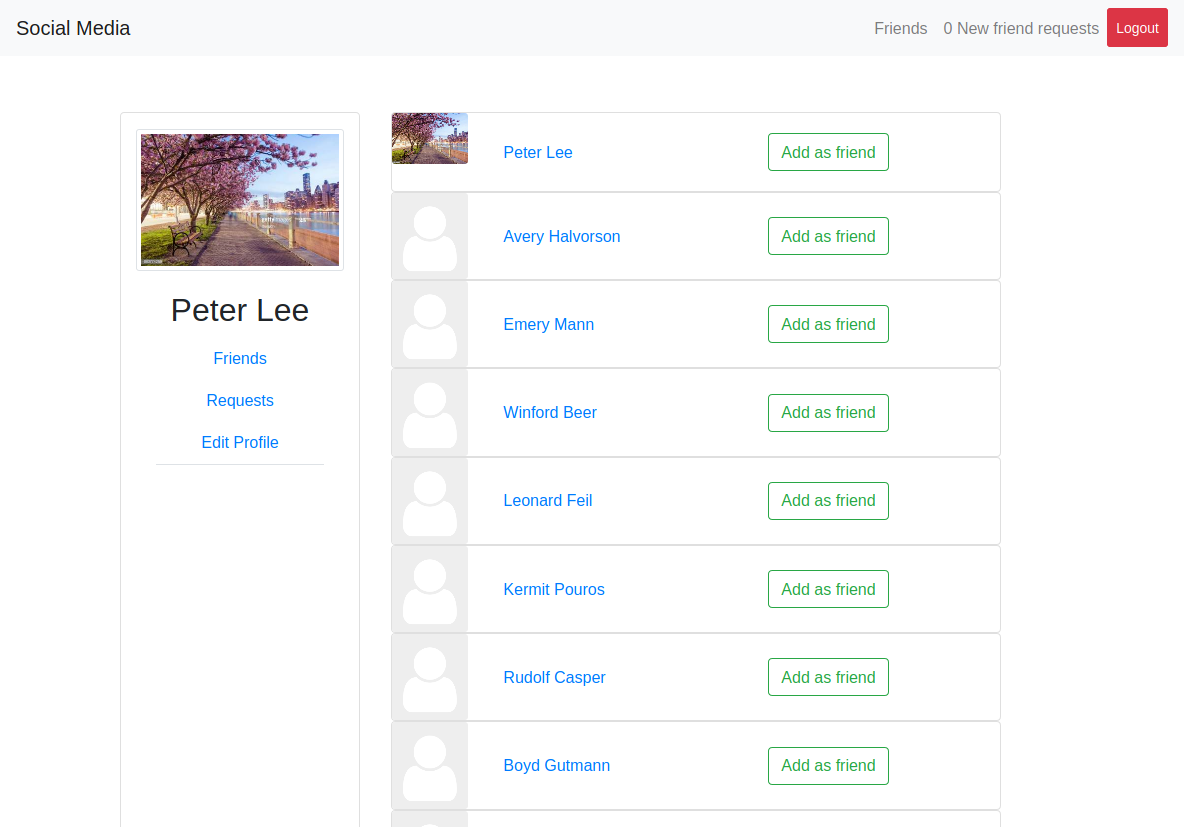 Social Media
Friends
0 New friend requests
Logout
Peter Lee
Friends
Requests
Edit Profile
Peter Lee
Add as friend
Avery Halvorson
Add as friend
Emery Mann
Add as friend
Winford Beer
Add as friend
Leonard Feil
Add as friend
Kermit Pouros
Add as friend
Rudolf Casper
Add as friend
Boyd Gutmann
Add as friend